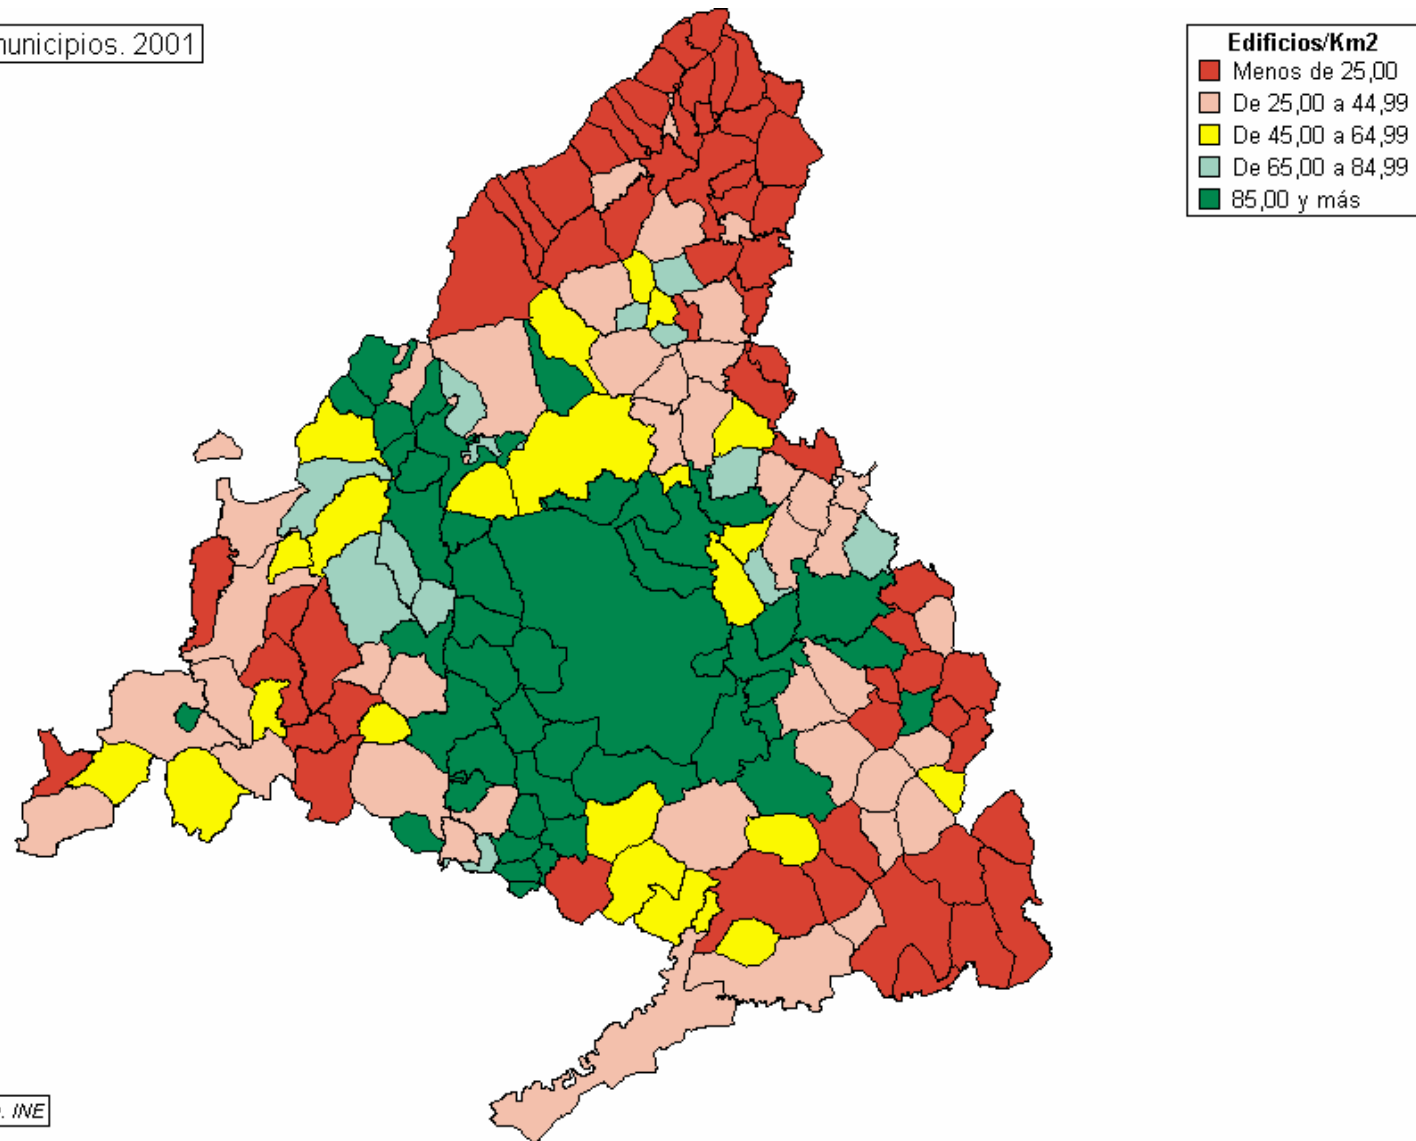 municipios. 2001
Edificios/Km2
Menos de 25,00
De 25,00 a 44,99
De 45,00 a 64,99
De 65,00 a 84,99
85,00 y más
. INE